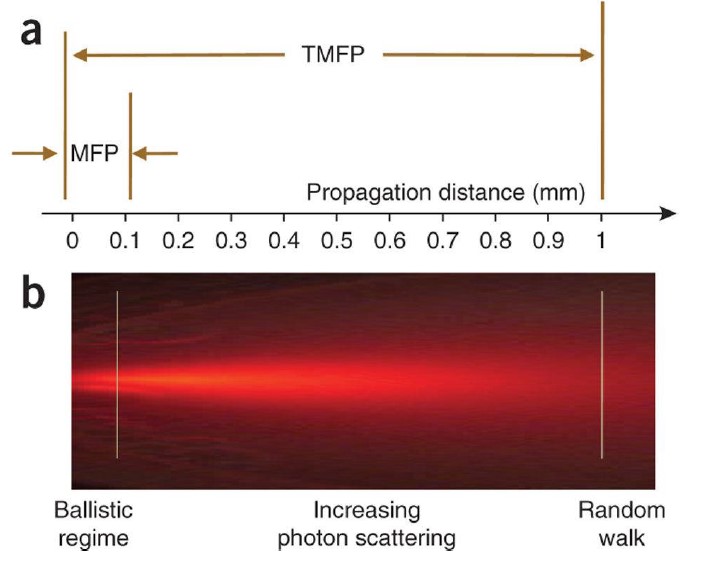 a
TMFP
MFP
Propagation distance (mm)
0 0.1 0.2 0.3 0.4 0.5 0.6 0.7 0.8 0.9 1
b
Ballistic
regime
Increasing
photon scattering
Random
walk